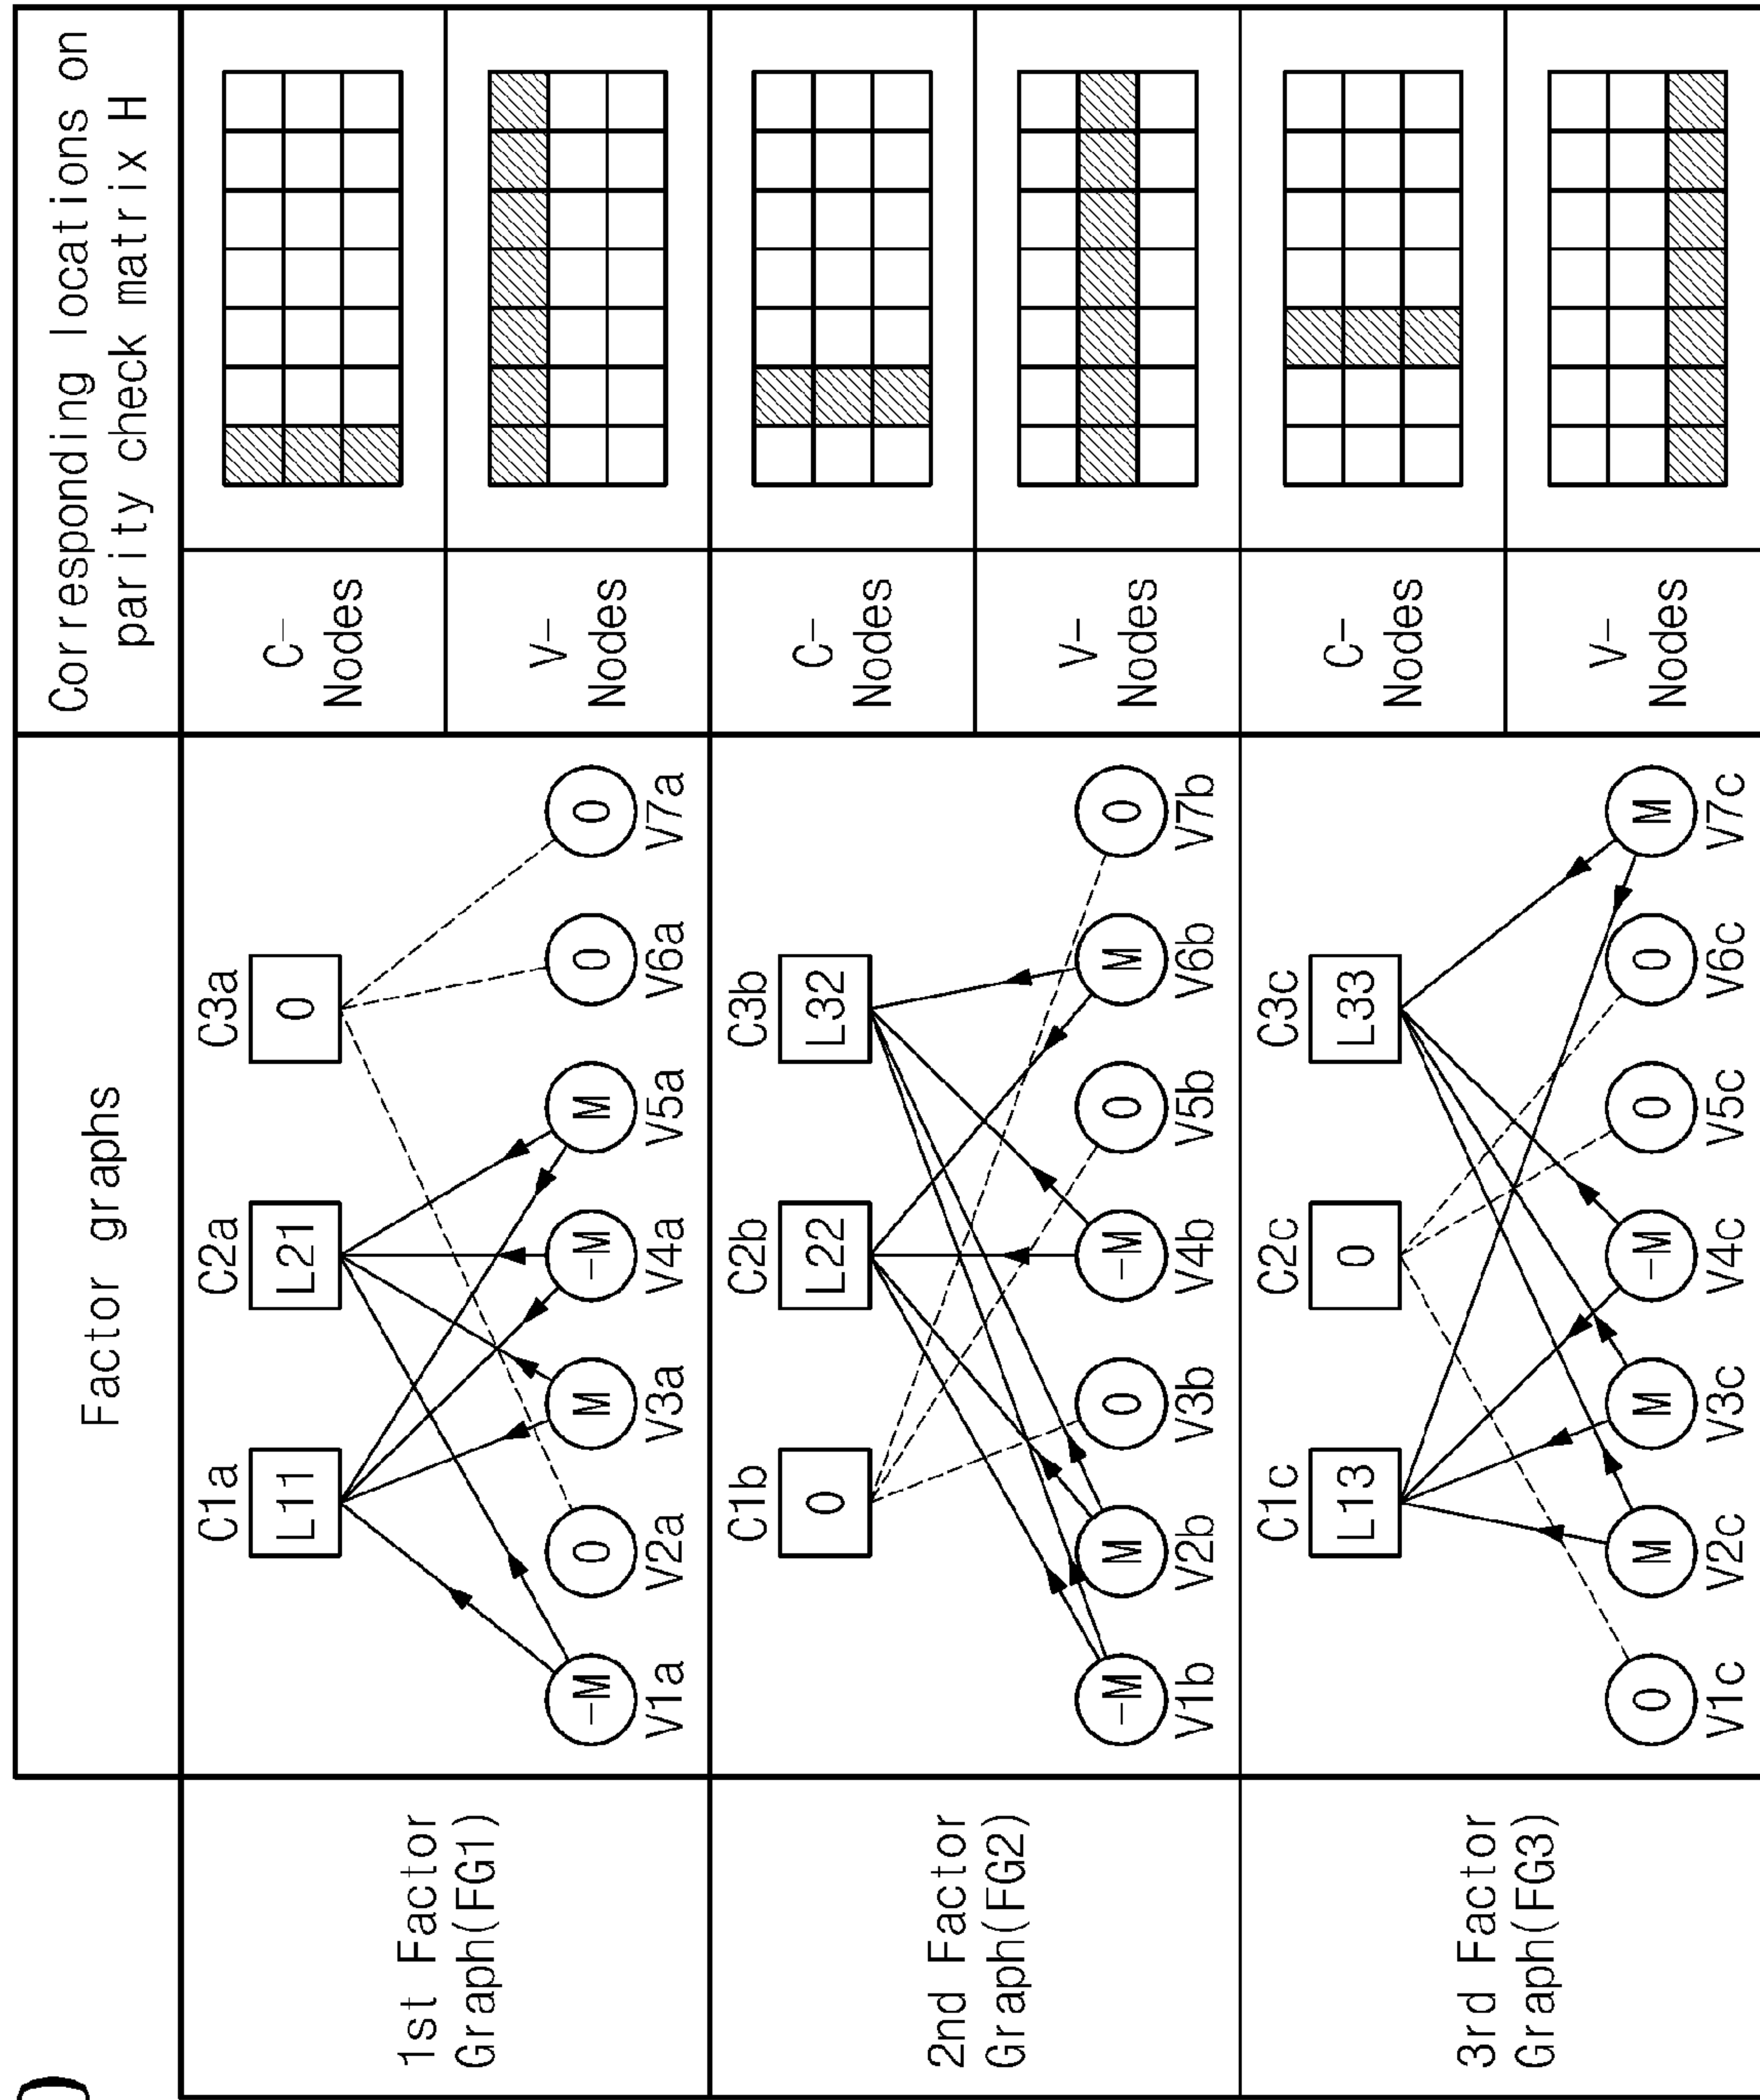 )
Factor graphs
Corresponding locations on
parity check matrix H
1st Factor
Graph(FG1)
C1a
C2a
C3a
L11
L21
0
-M
0
M
-M
M
0
0
V1a
V2a
V3a
V4a
V5a
V6a
V7a
C-
Nodes
V-
Nodes
2nd Factor
Graph(FG2)
C1b
C2b
C3b
0
L22
L32
-M
M
0
-M
0
M
0
V1b
V2b
V3b
V4b
V5b
V6b
V7b
C-
Nodes
V-
Nodes
3rd Factor
Graph(FG3)
C1c
C2c
C3c
L13
0
L33
0
M
M
-M
0
0
M
V1c
V2c
V3c
V4c
V5c
V6c
V7c
C-
Nodes
V-
Nodes